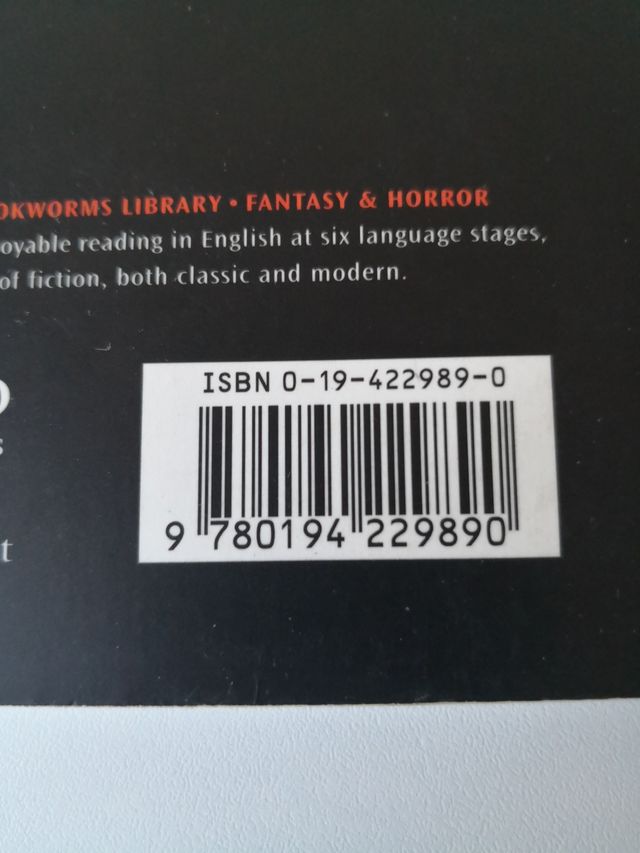 OKWORMS LIBRARY • FANTASY & HORROR
oyable reading in English at six language stages,
of fiction, both classic and modern.
s
t
ISBN 0-19-422989-0
9 780194 229890